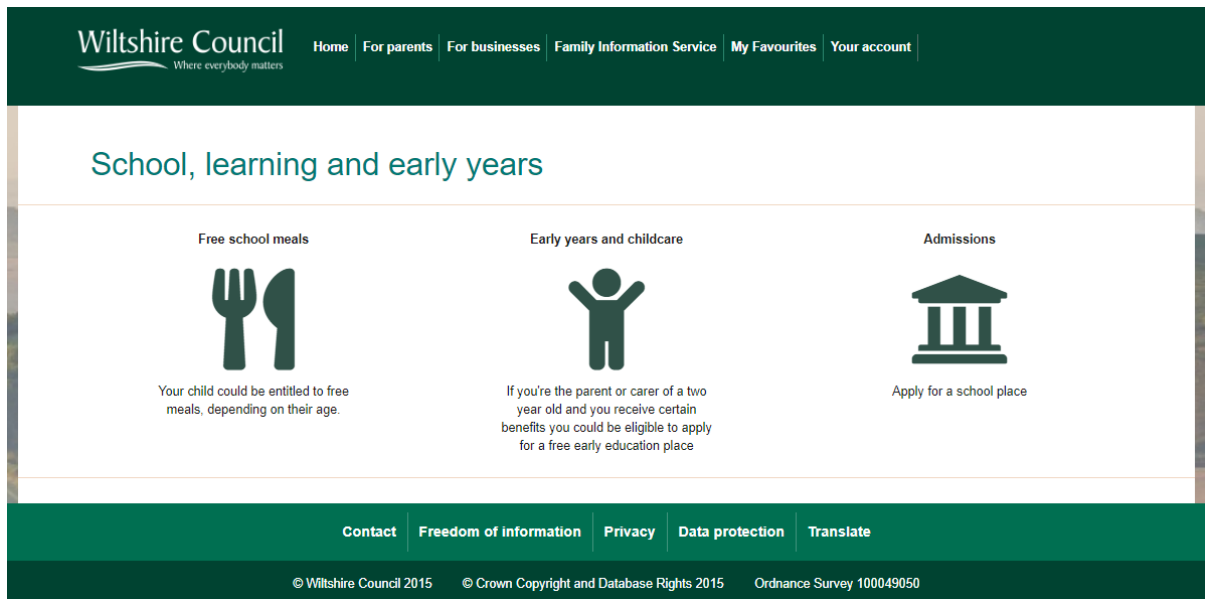 Wiltshire Council
Where everybody matters
Home For parents For businesses Family Information Service My Favourites Your account
School, learning and early years
Free school meals
Your child could be entitled to free
meals, depending on their age.
Early years and childcare
If you're the parent or carer of a two
year old and you receive certain
benefits you could be eligible to apply
for a free early education place
Admissions
Apply for a school place
Contact Freedom of information Privacy Data protection Translate
© Wiltshire Council 2015 © Crown Copyright and Database Rights 2015 Ordnance Survey 100049050